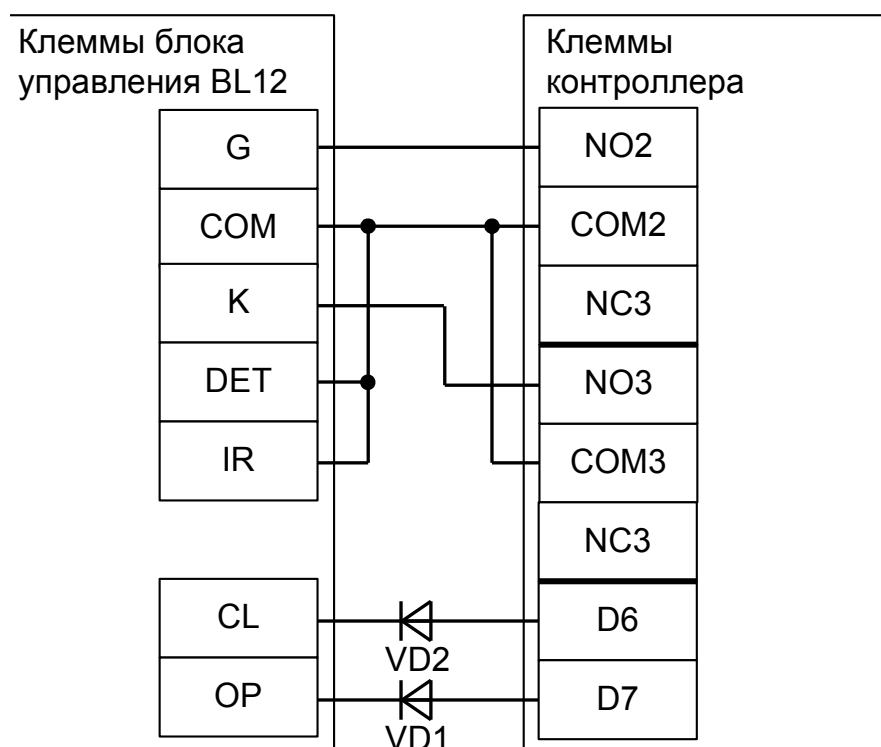 Клеммы блока
управления BL12
G
COM
K
DET
IR
CL
OP
Клеммы
контроллера
NO2
COM2
NC3
NO3
COM3
NC3
D6
D7
VD2
VD1